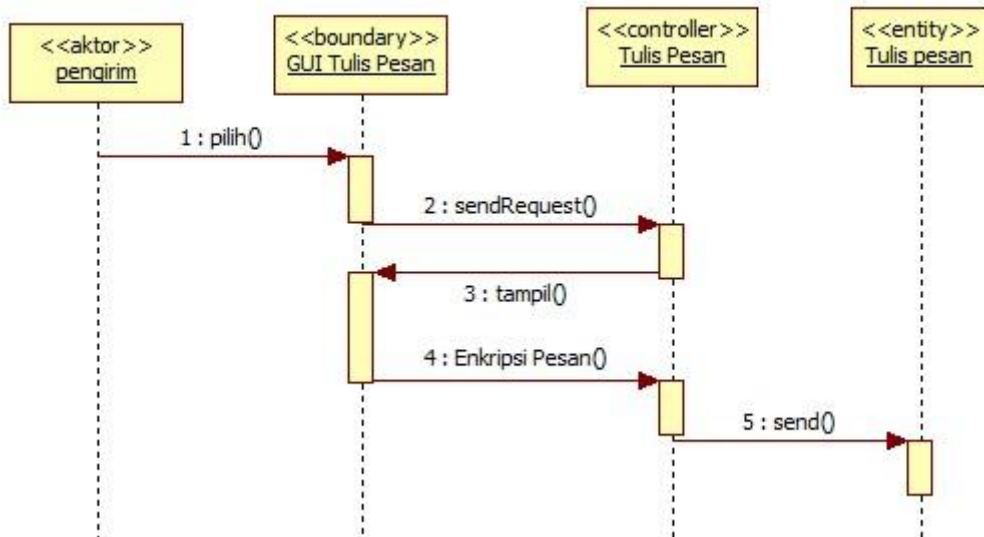 <<aktor>>
pengirim
<<boundary>>
GUI Tulis Pesan
<<controller>>
Tulis Pesan
<<entity>>
Tulis pesan
1 : pilih()
2 : sendRequest()
3 : tampil()
4 : Enkripsi Pesan()
5 : send()